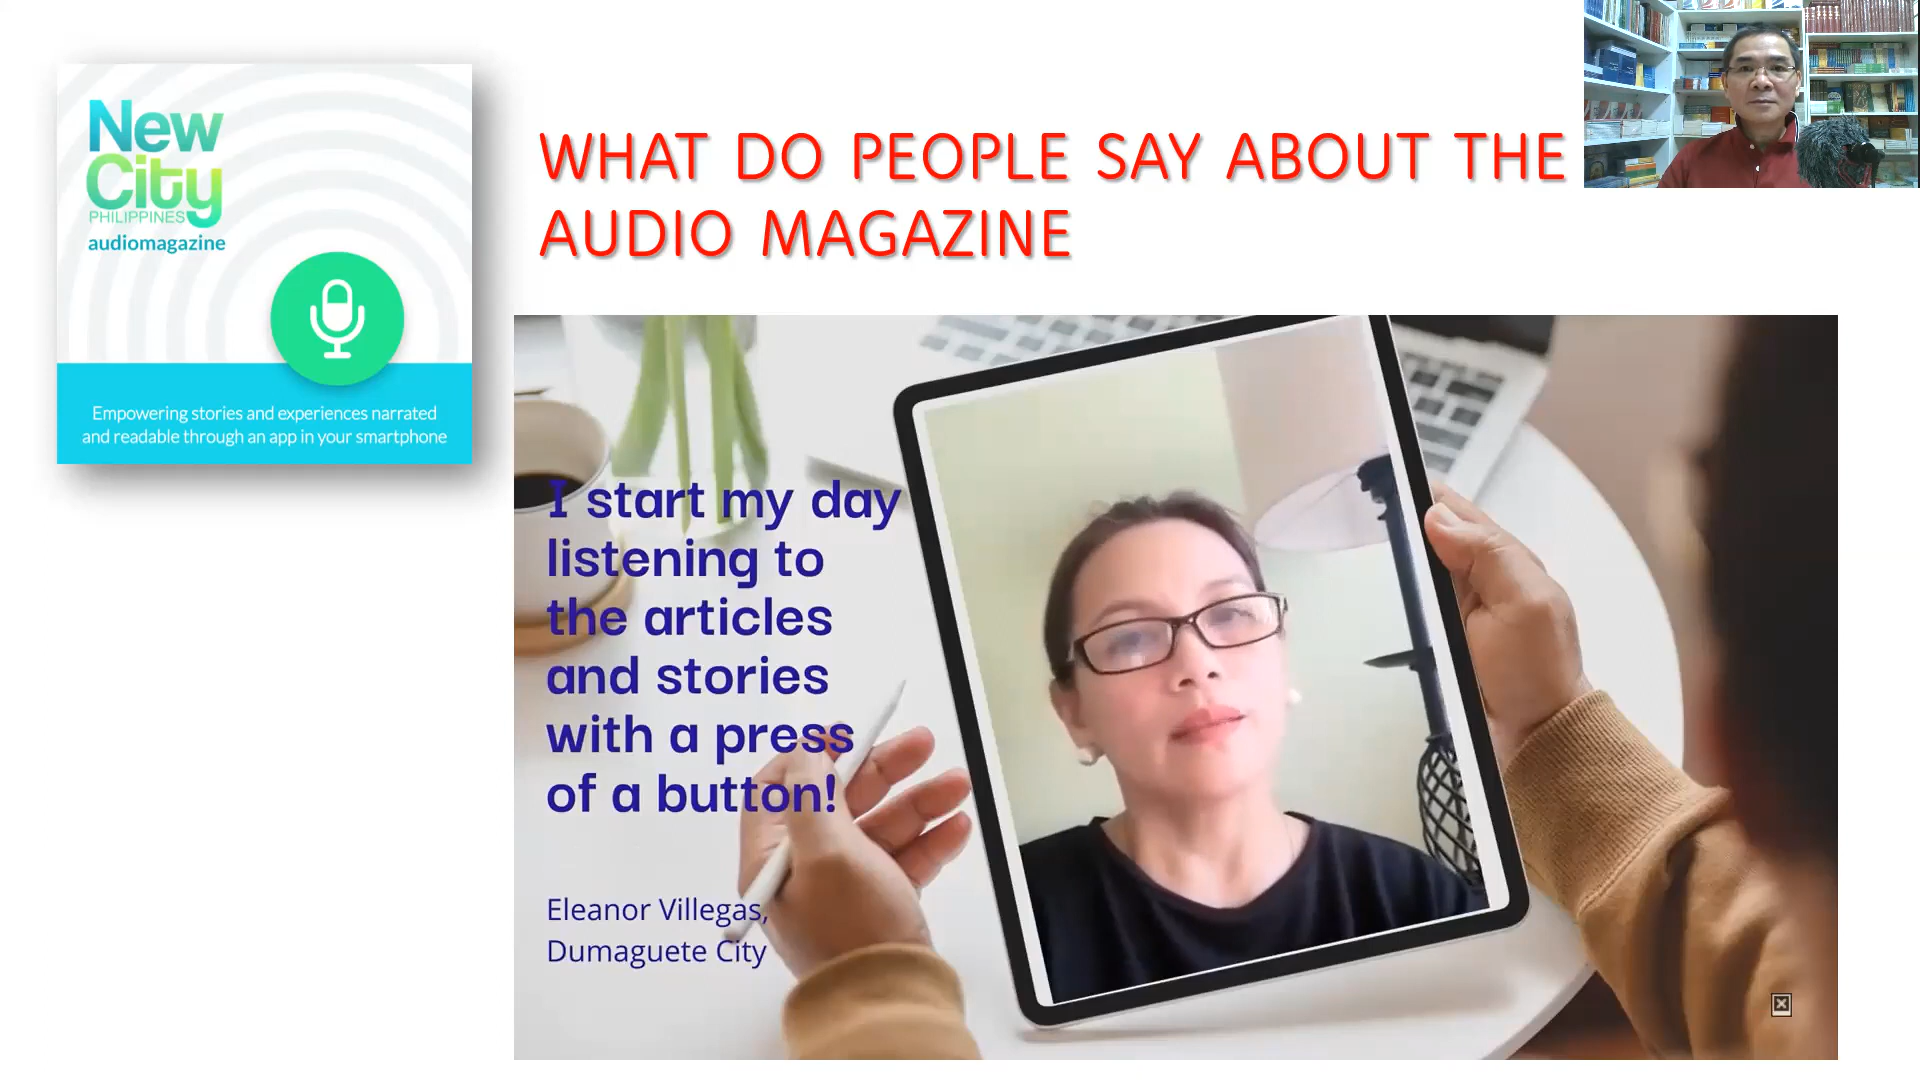 New
City
PHILIPPINES
audiomagazine
Empowering stories and experiences narrated
and readable through an app in your smartphone
WHAT DO PEOPLE SAY ABOUT THE
AUDIO MAGAZINE
I start my day
listening to
the articles
and stories
with a press
of a button!
Eleanor Villegas,
Dumaguete City